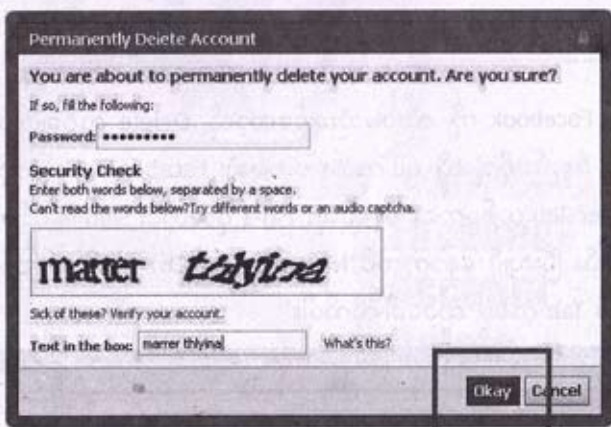 Permanently Delete Account
You are about to permanently delete your account. Are you sure?
If so, fill the following:
Password: •••••••••
Security Check
Enter both words below, separated by a space.
Can't read the words below?Try different words or an audio captcha.
matter
Sick of these? Verify your account.
Text in the box: marrer thlyina What's this?
Okay Cancel